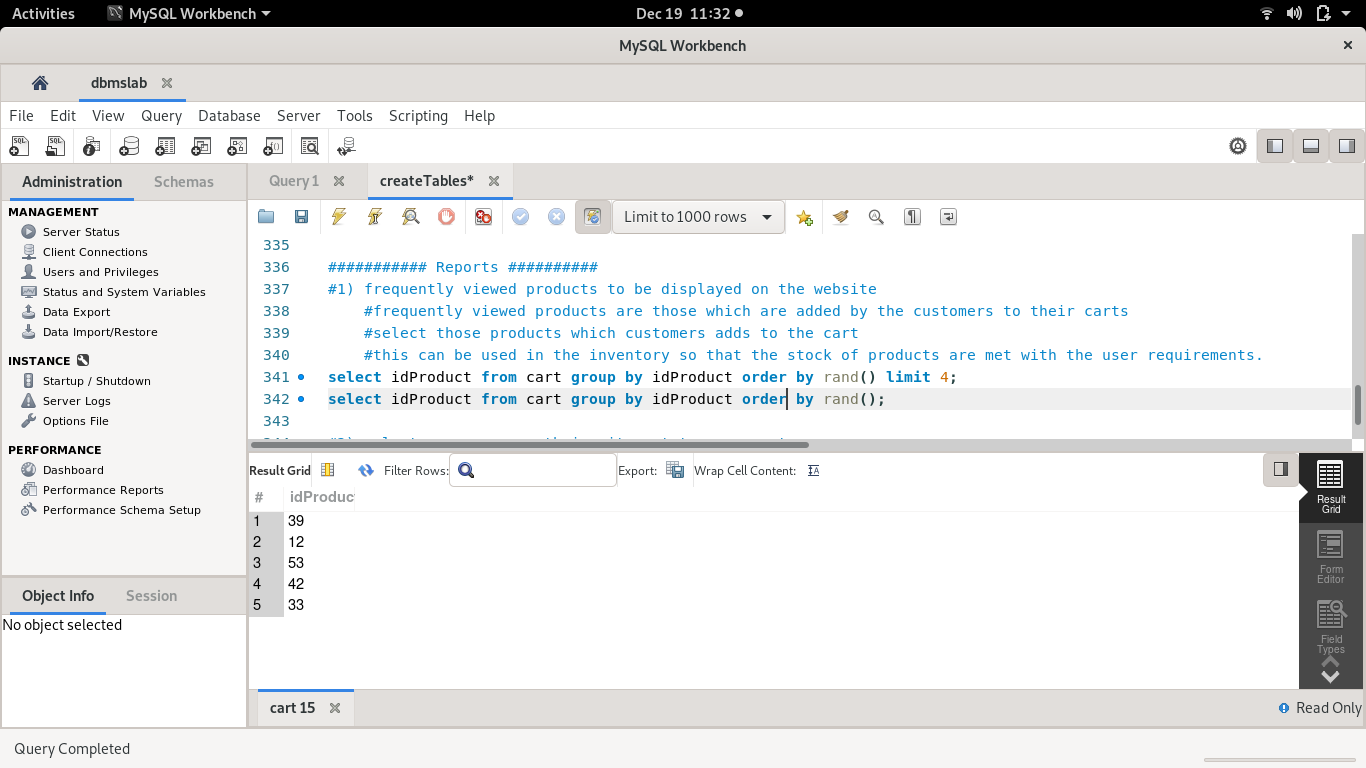 Activities MySQL Workbench Dec 19 11:32
MySQL Workbench
dbmslab
File Edit View Query Database Server Tools Scripting Help
Administration Schemas
Query 1 createTables*
MANAGEMENT
Server Status
Client Connections
Users and Privileges
Status and System Variables
Data Export
Data Import/Restore
INSTANCE
Startup / Shutdown
Server Logs
Options File
PERFORMANCE
Dashboard
Performance Reports
Performance Schema Setup
Object Info Session
No object selected
Limit to 1000 rows
335
336 ########### Reports ##########
337 #1) frequently viewed products to be displayed on the website
338 #frequently viewed products are those which are added by the customers to their carts
339 #select those products which customers adds to the cart
340 #this can be used in the inventory so that the stock of products are met with the user requirements.
341 select idProduct from cart group by idProduct order by rand() limit 4;
342 select idProduct from cart group by idProduct order by rand();
343
Result Grid Filter Rows: Export: Wrap Cell Content:
# idProduc
1 39
2 12
3 53
4 42
5 33
Result
Grid
Form
Editor
Field
Types
cart 15 Read Only
Query Completed